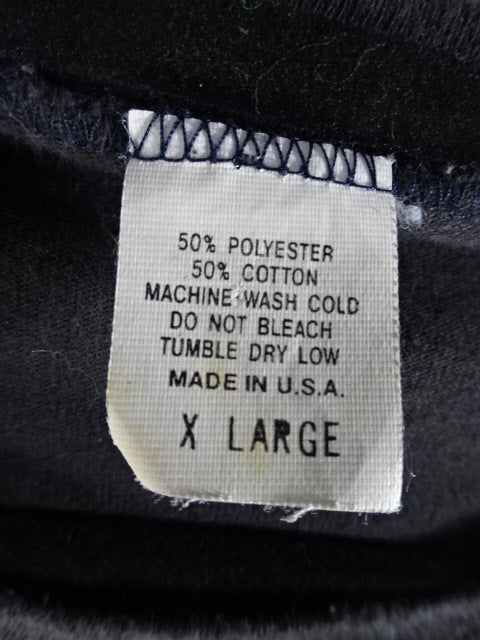 50% POLYESTER
50% COTTON
MACHINE WASH COLD
DO NOT BLEACH
TUMBLE DRY LOW
MADE IN U.S.A.
X LARGE